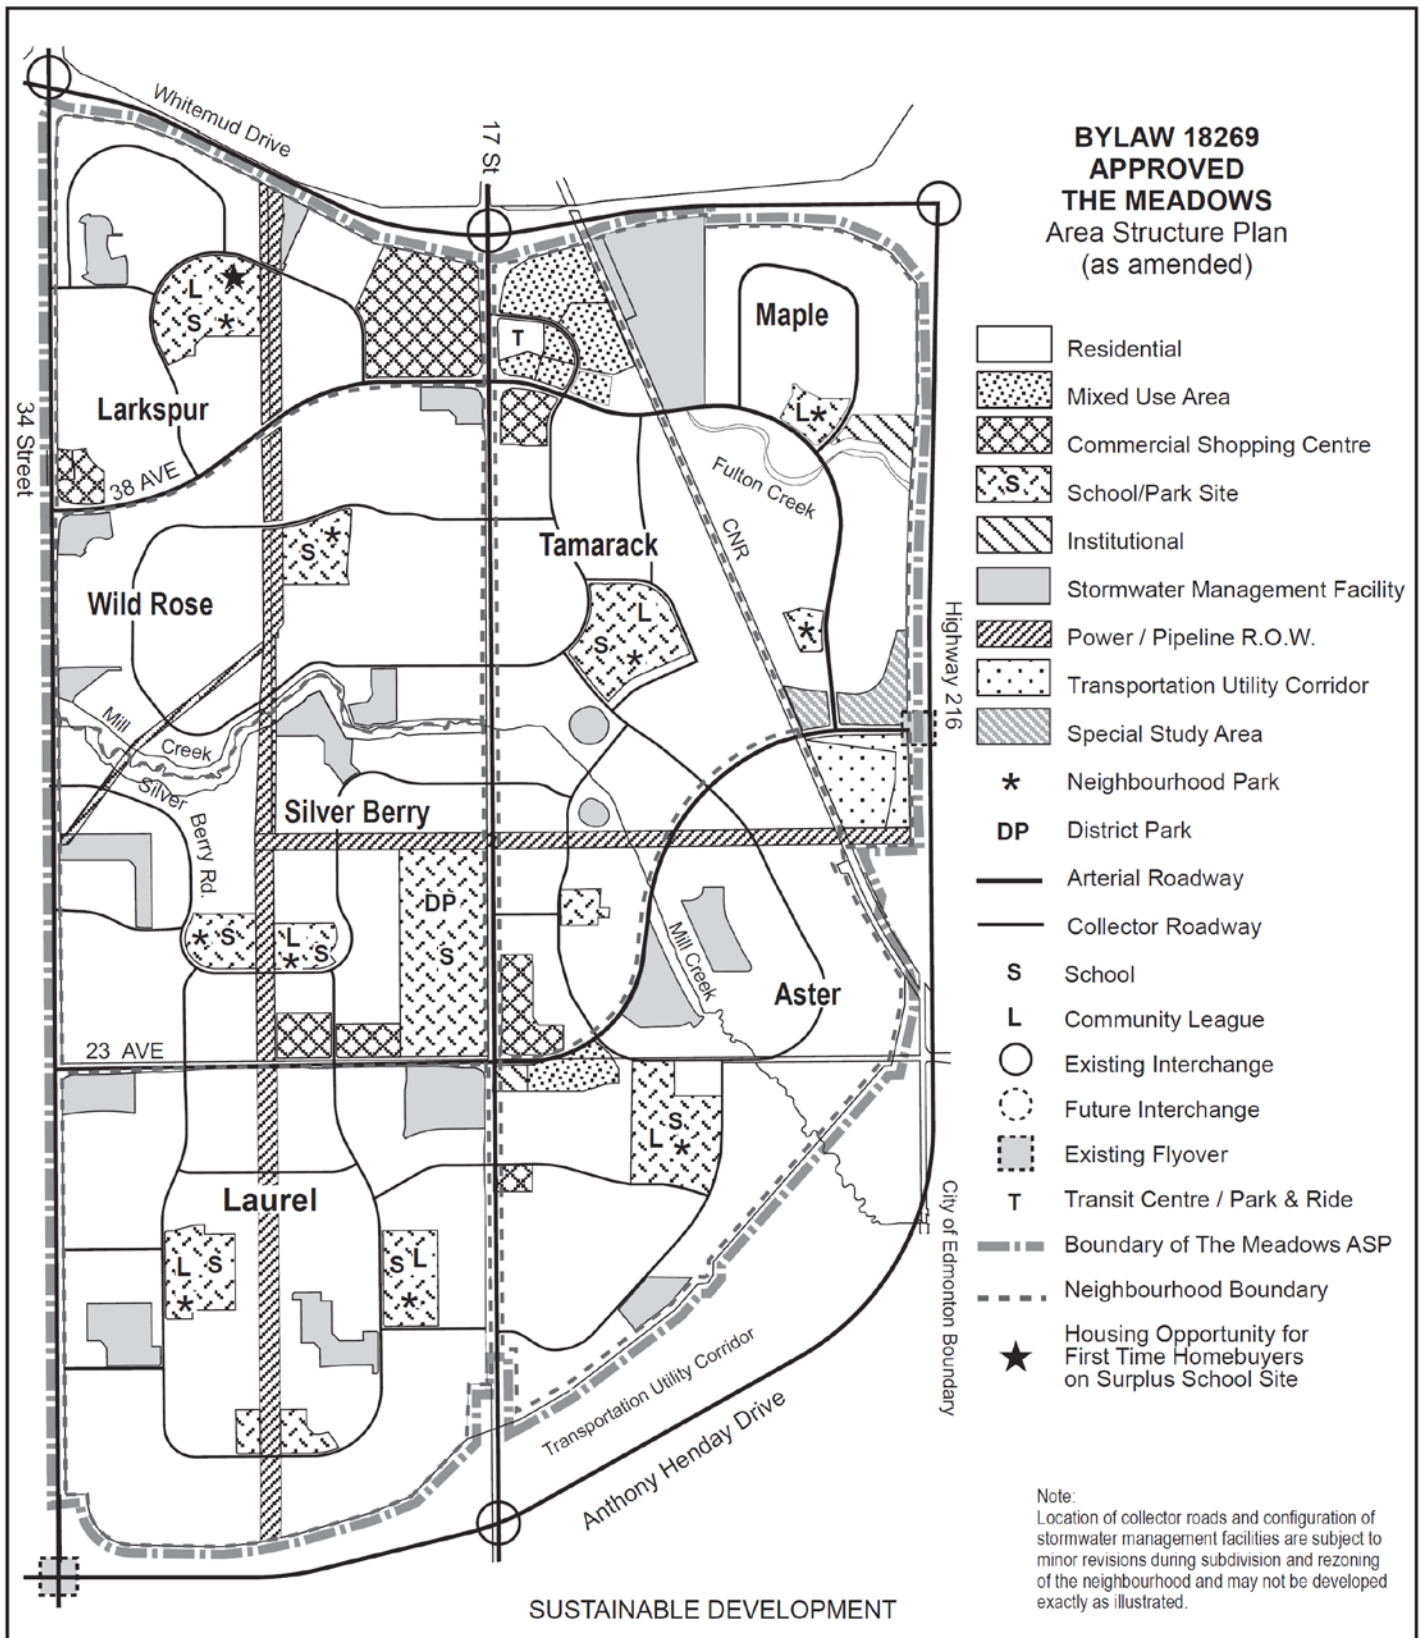 BYLAW 18269
APPROVED
THE MEADOWS
Area Structure Plan
(as amended)
Residential
Mixed Use Area
Commercial Shopping Centre
S
School/Park Site
Institutional
Stormwater Management Facility
Power / Pipeline R.O.W.
Transportation Utility Corridor
Special Study Area
* Neighbourhood Park
DP District Park
Arterial Roadway
Collector Roadway
S School
L Community League
Existing Interchange
Future Interchange
Existing Flyover
T Transit Centre / Park & Ride
Boundary of The Meadows ASP
Neighbourhood Boundary
★ Housing Opportunity for
First Time Homebuyers
on Surplus School Site
Note:
Location of collector roads and configuration of
stormwater management facilities are subject to
minor revisions during subdivision and rezoning
of the neighbourhood and may not be developed
exactly as illustrated.
Whitemud Drive
17 St
34 Street
L
S *
Larkspur
38 AVE
T
Maple
L*
Fulton Creek
CNR
Highway 216
S *
Tamarack
Wild Rose
L
S
*
*
Mill
Creek
Silver
Berry Rd.
Silver Berry
DP
S
* S
L
* S
Mill Creek
Aster
23 AVE
S
L *
Laurel
L S
*
S L
*
City of Edmonton Boundary
Transportation Utility Corridor
Anthony Henday Drive
SUSTAINABLE DEVELOPMENT